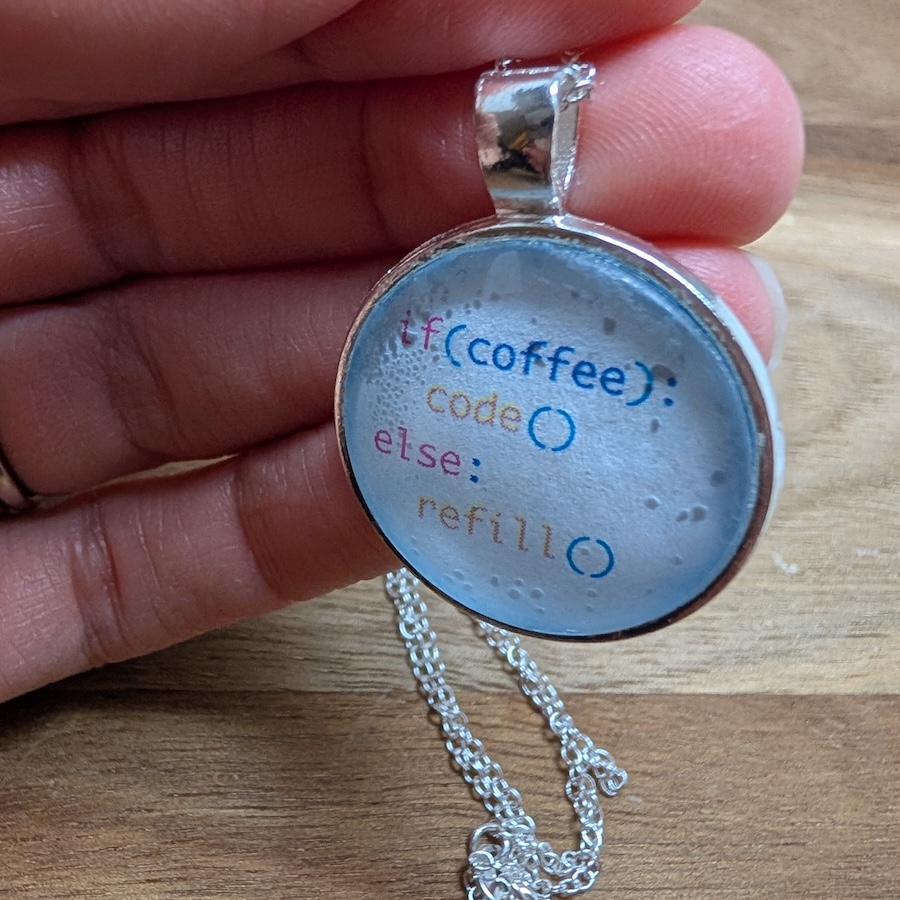 if(coffee):
code()
else:
refill()